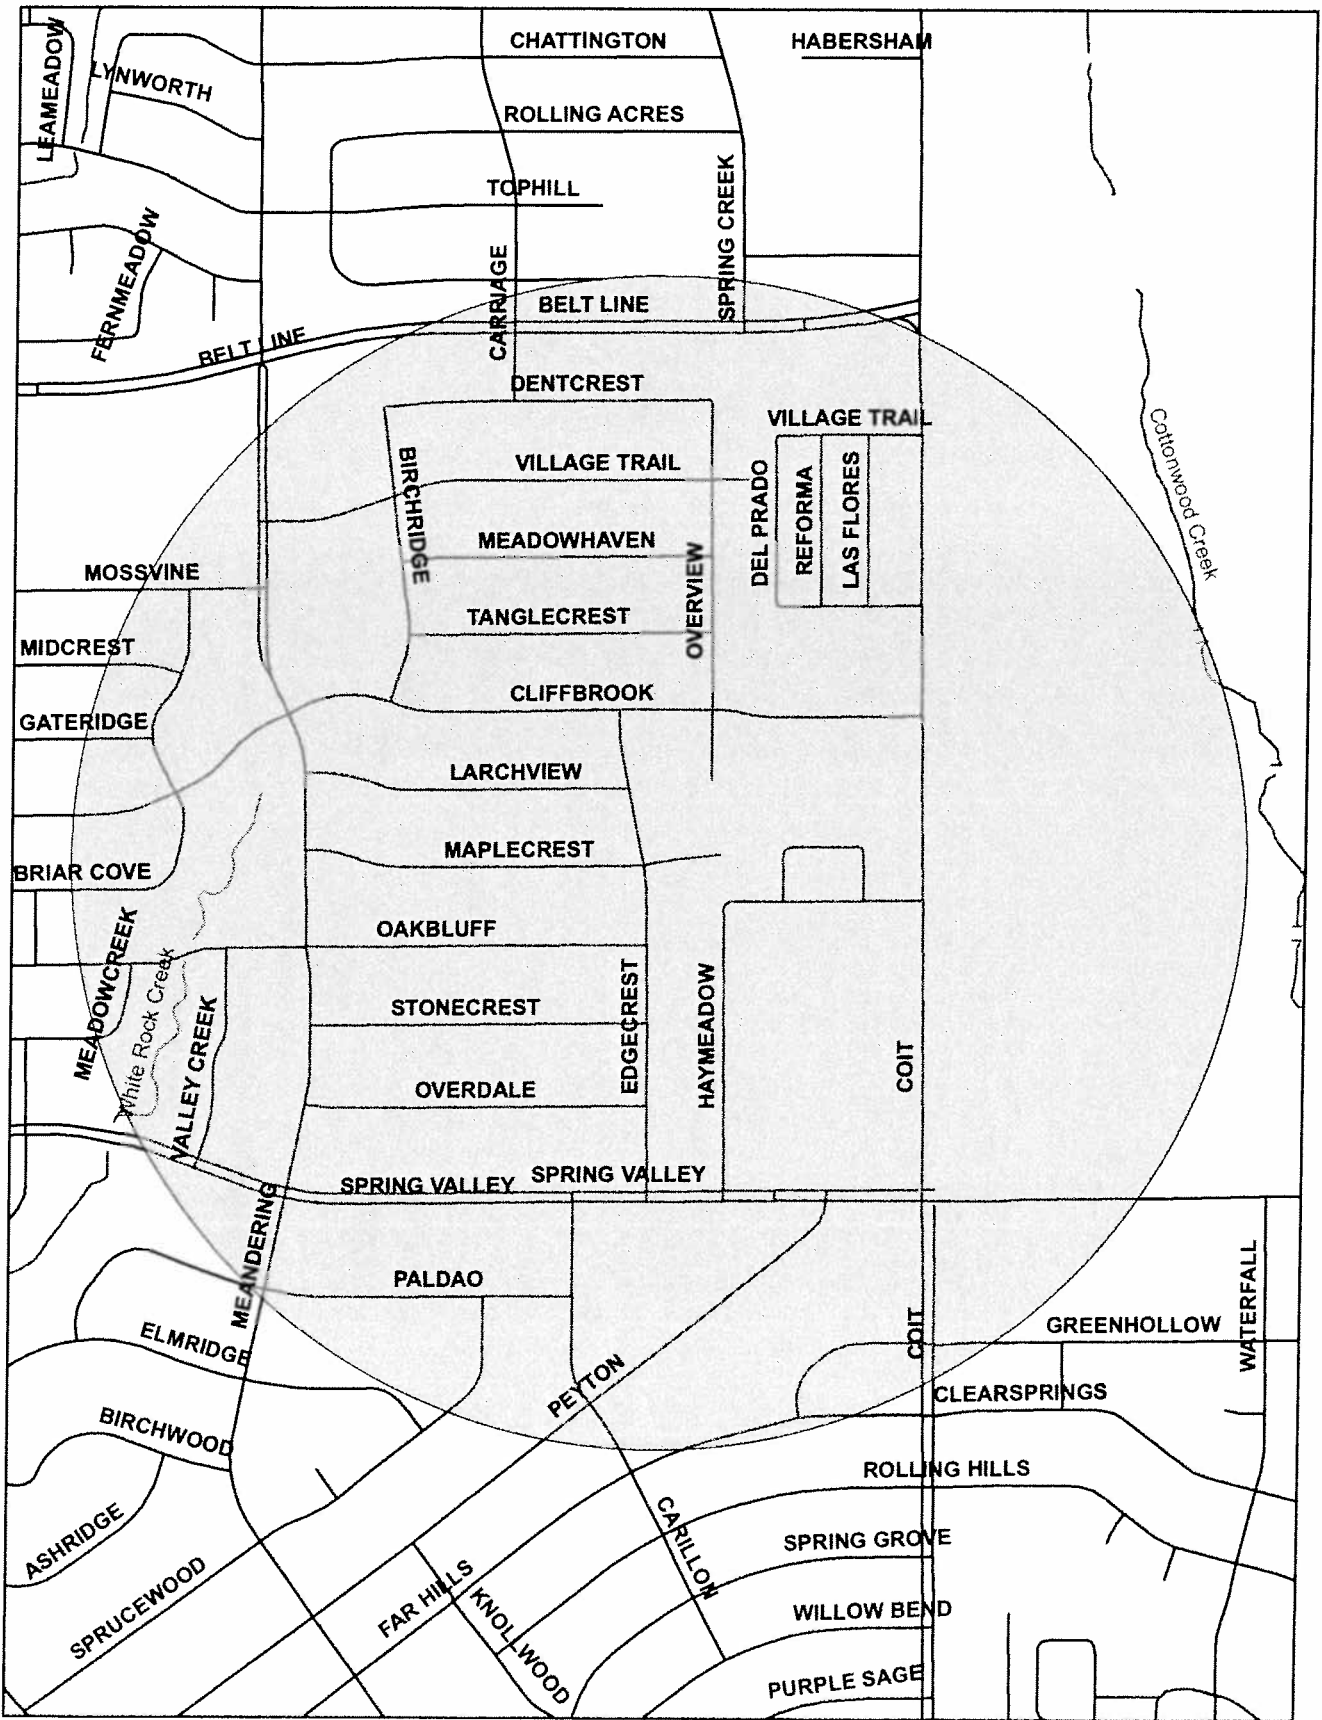 CHATTINGTON
HABERSHAM
LEAMEADOW
LYNWORTH
ROLLING ACRES
TOPHILL
SPRING CREEK
FERNMEADOW
CARRIAGE
BELT LINE
BELT LINE
DENTCREST
VILLAGE TRAIL
VILLAGE TRAIL
BIRCHRIDGE
DEL PRADO
REFORMA
LAS FLORES
Cottonwood Creek
MEADOWHAVEN
OVERVIEW
MOSSVINE
TANGLECREST
MIDCREST
CLIFFBROOK
GATERIDGE
LARCHVIEW
MAPLECREST
BRIAR COVE
OAKBLUFF
MEADOWCREEK
White Rock Creek
VALLEY CREEK
STONECREST
EDGECREST
HAYMEADOW
COIT
OVERDALE
SPRING VALLEY
SPRING VALLEY
MEANDERING
PALDAO
WATERFALL
GREENHOLLOW
COIT
ELMRIDGE
PEYTON
CLEARSPRINGS
BIRCHWOOD
ROLLING HILLS
CARILLON
SPRING GROVE
ASHRIDGE
FAR HILLS
KNOLLWOOD
SPRUCEWOOD
WILLOW BEND
PURPLE SAGE